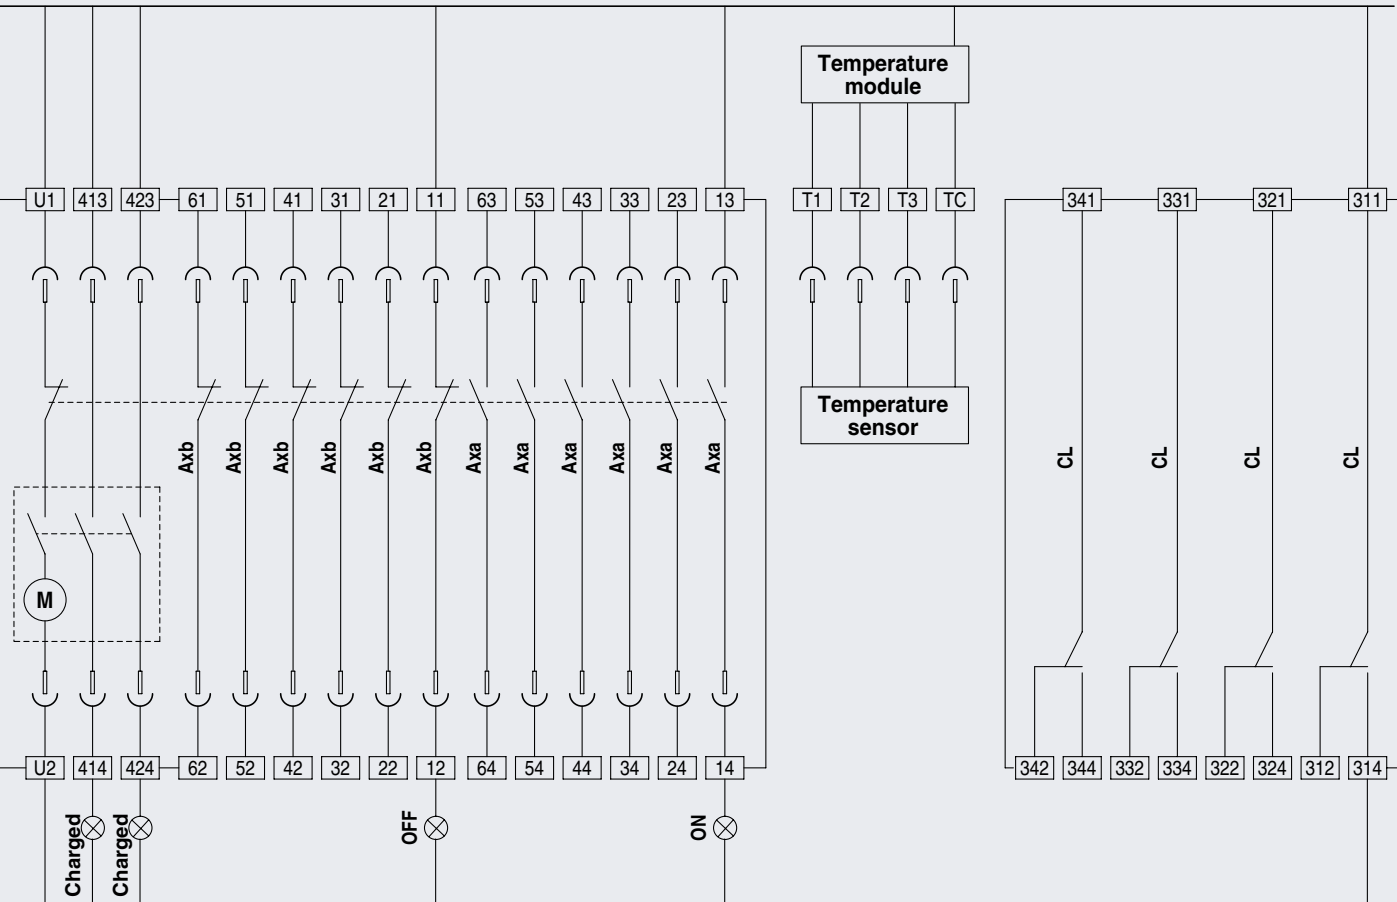 Temperature
module
U1 413 423 61 51 41 31 21 11 63 53 43 33 23 13 T1 T2 T3 TC 341 331 321 311
Temperature
sensor
Axb Axb Axb Axb Axb Axb Axa Axa Axa Axa Axa Axa CL CL CL CL
M
U2 414 424 62 52 42 32 22 12 64 54 44 34 24 14 342 344 332 334 322 324 312 314
Charged Charged OFF ON